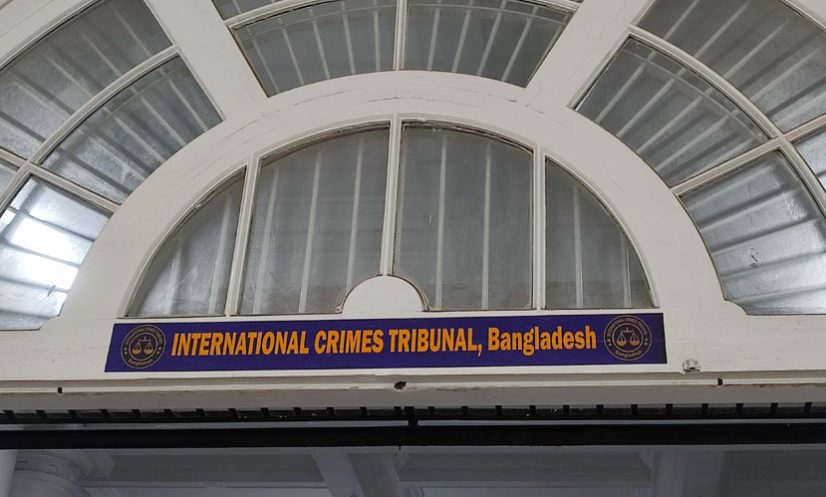 INTERNATIONAL CRIMES TRIBUNAL, Bangladesh